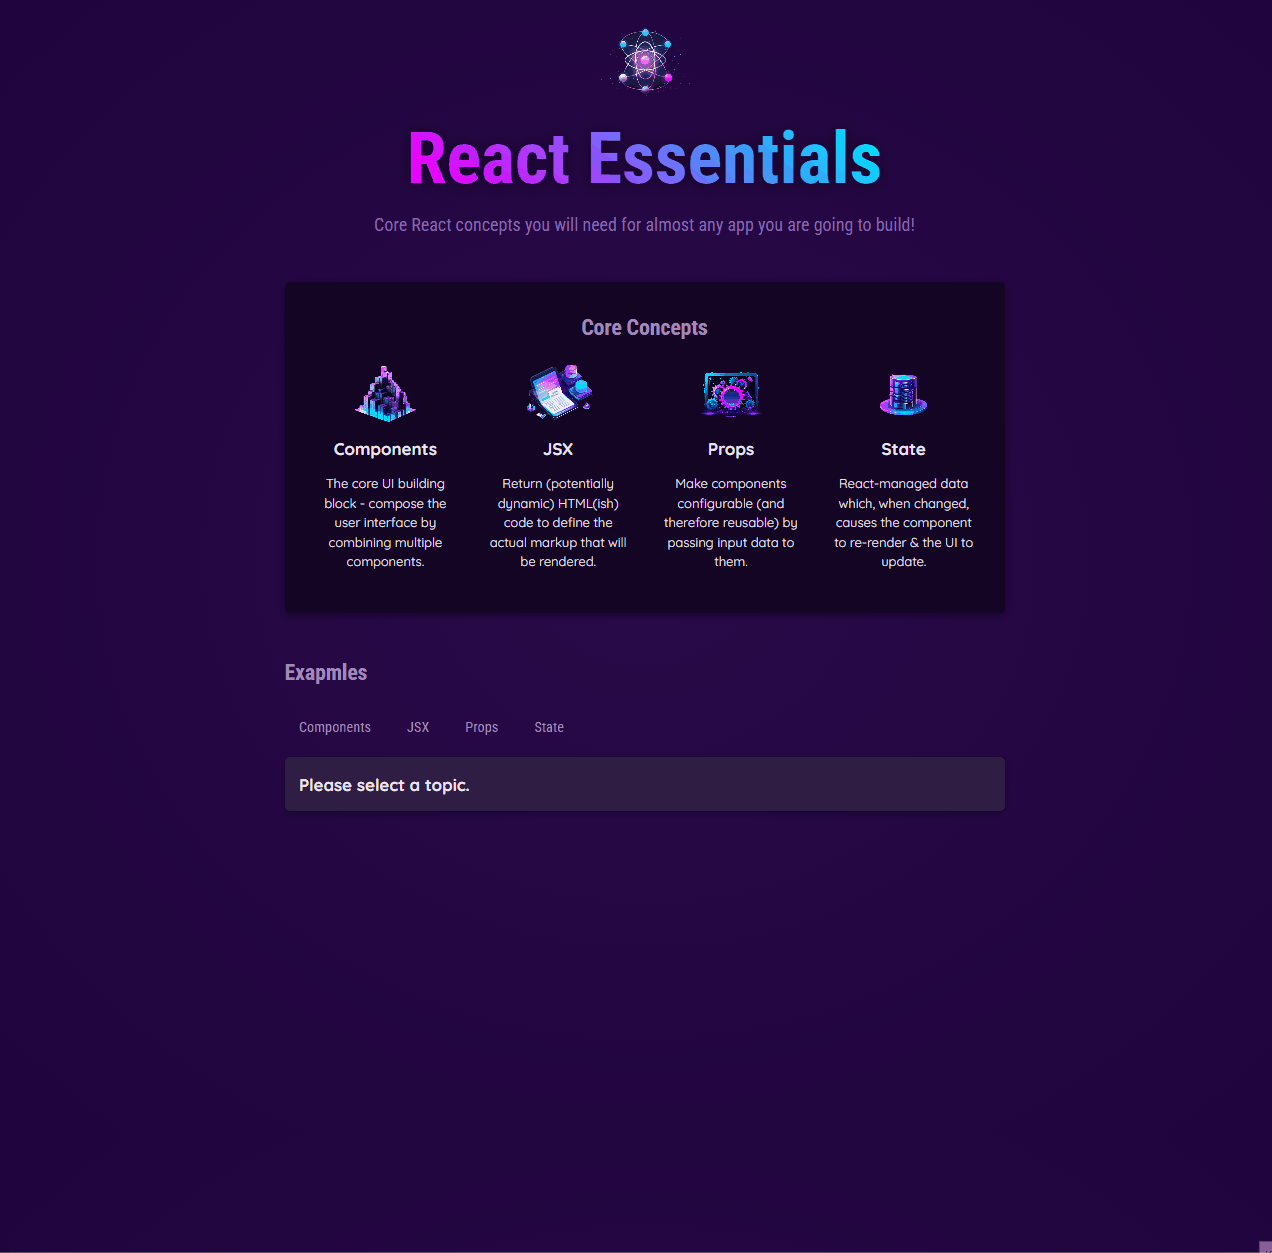 React Essentials
Core React concepts you will need for almost any app you are going to build!
Core Concepts
Components
The core UI building
block - compose the
user interface by
combining multiple
components.
JSX
Return (potentially
dynamic) HTML(ish)
code to define the
actual markup that will
be rendered.
Props
Make components
configurable (and
therefore reusable) by
passing input data to
them.
State
React-managed data
which, when changed,
causes the component
to re-render & the UI to
update.
Exapmles
Components JSX Props State
Please select a topic.